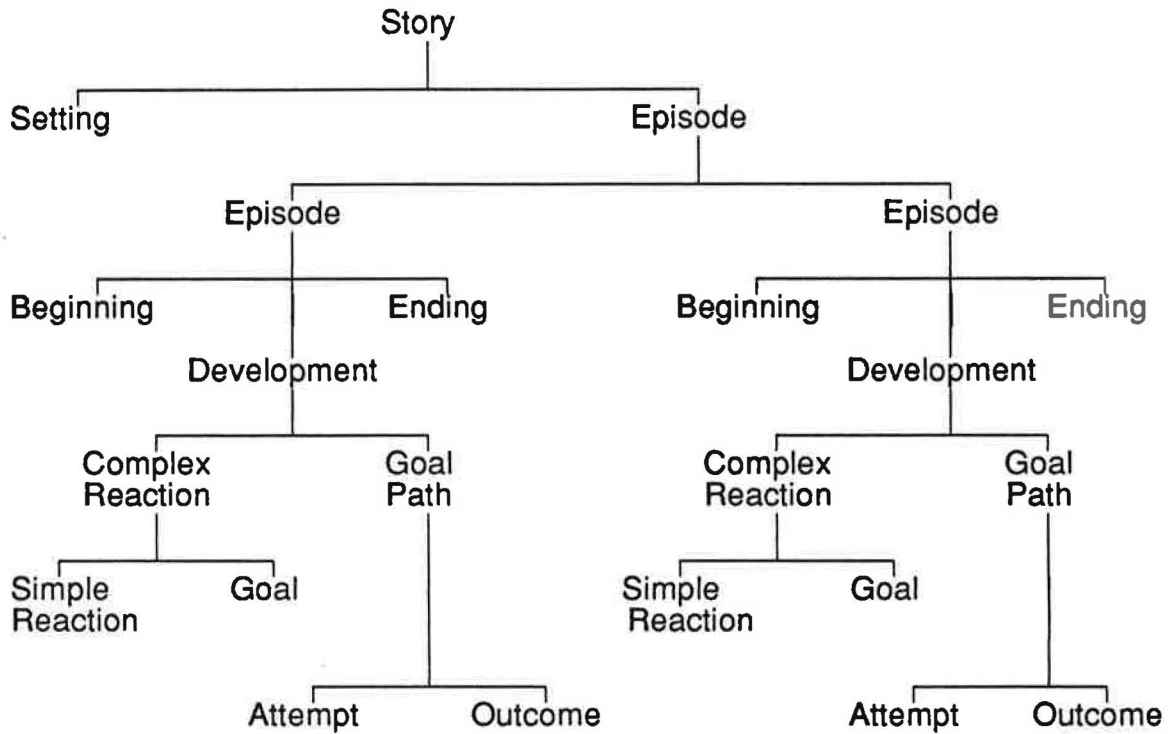 Story
Setting Episode
Episode Episode
Beginning Ending Beginning Ending
Development Development
Complex Goal Complex Goal
Reaction Path Reaction Path
Simple Goal Simple Goal
Reaction Reaction
Attempt Outcome Attempt Outcome